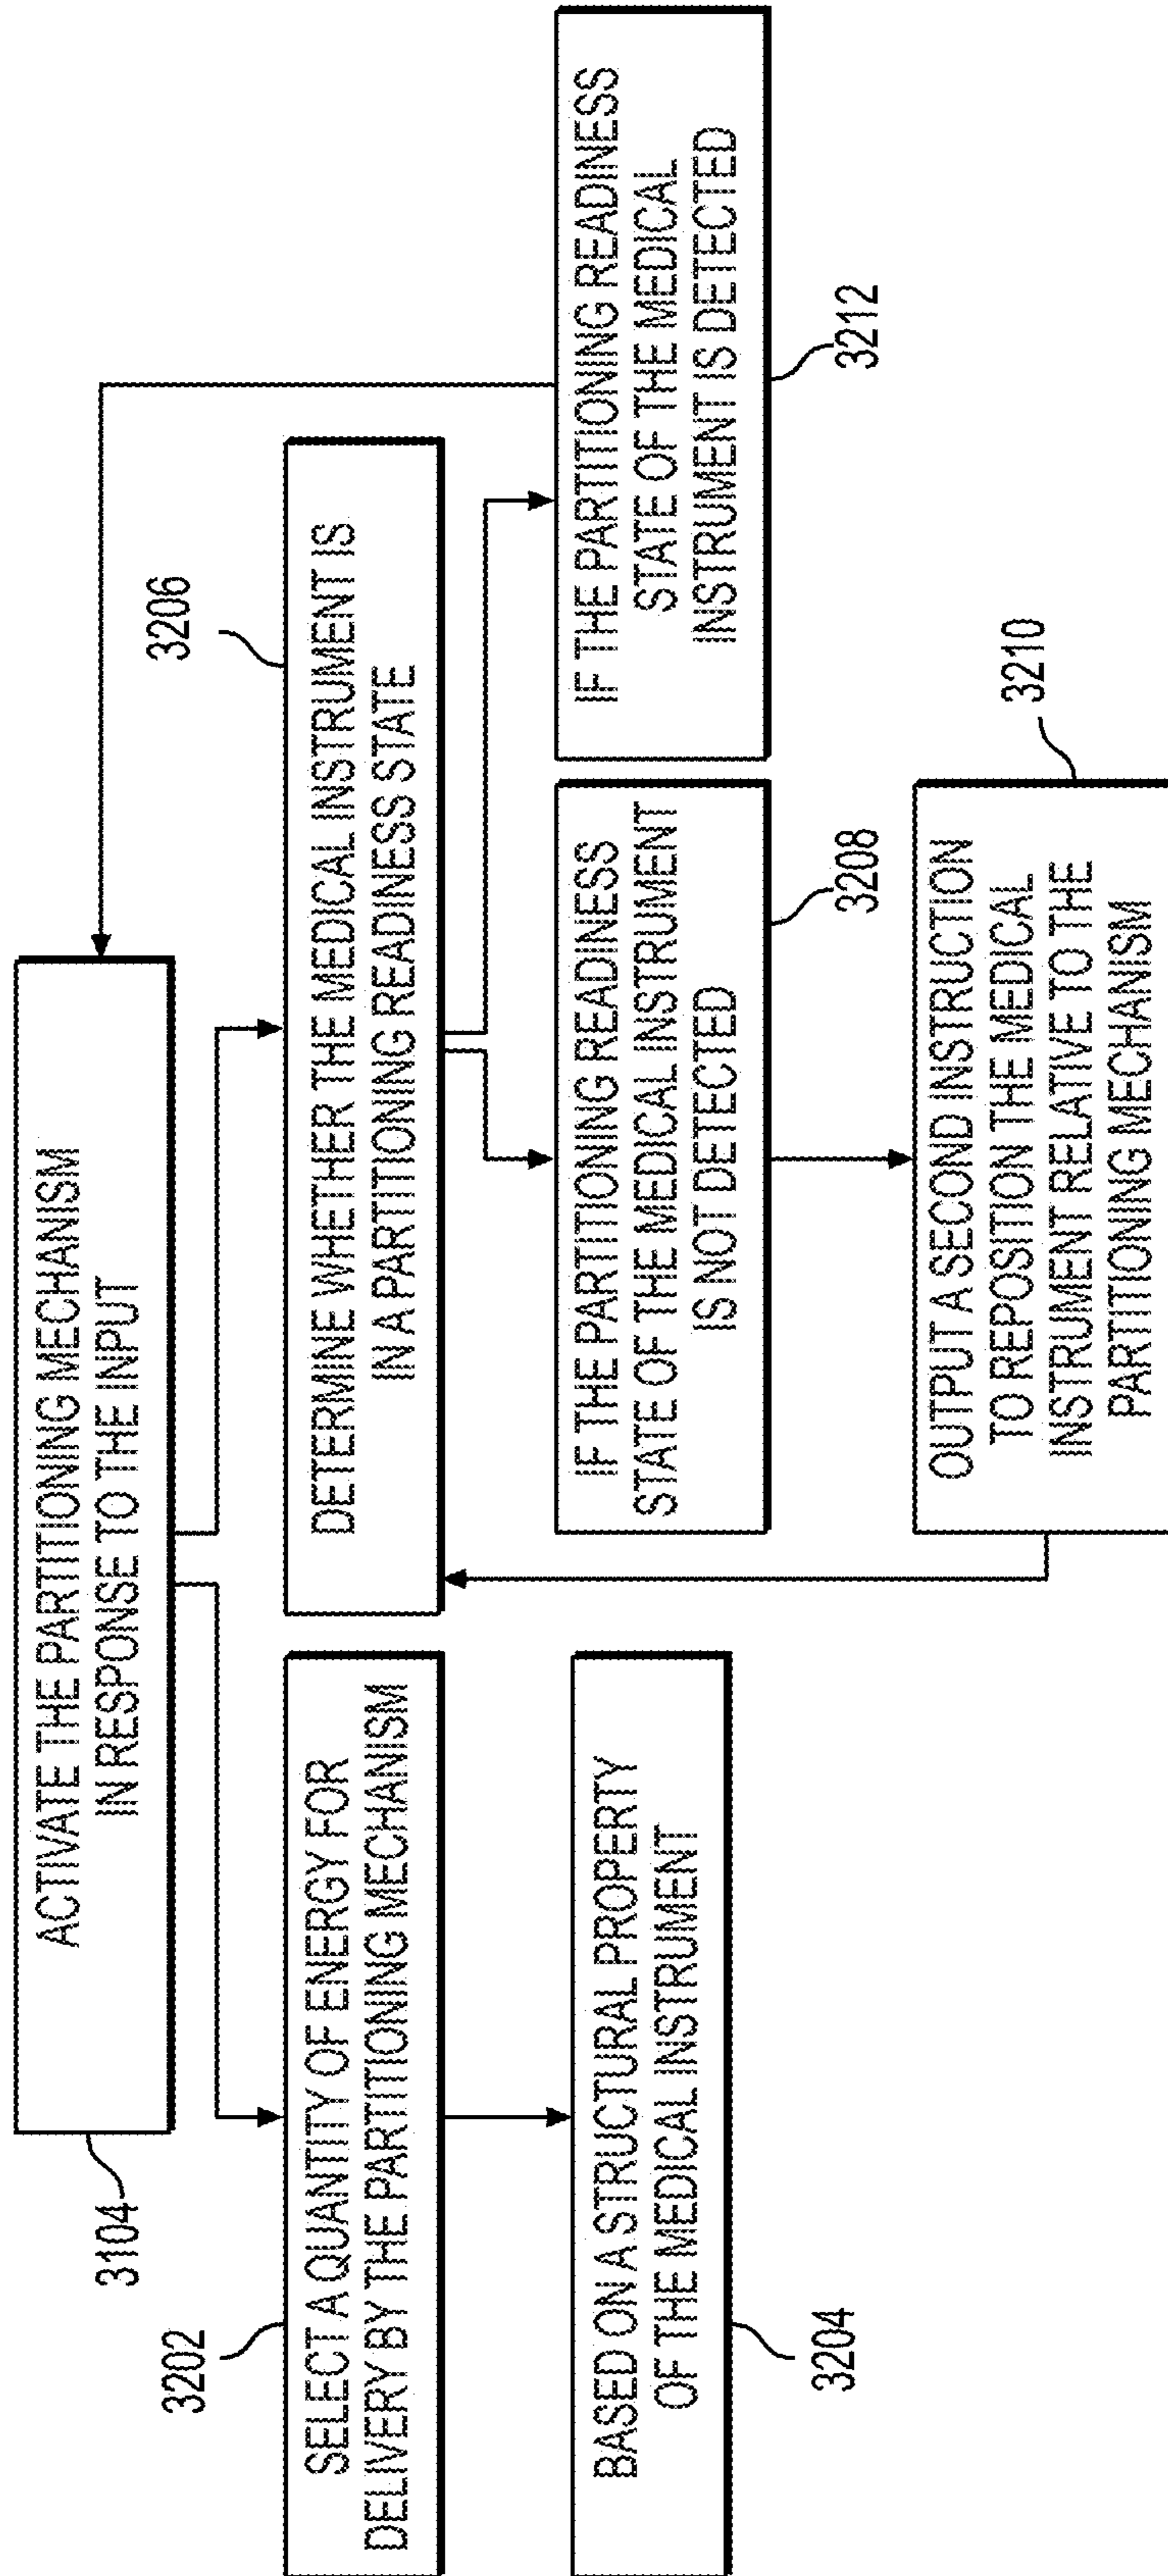 ACTIVATE THE PARTITIONING MECHANISM
IN RESPONSE TO THE INPUT
3104
3202
SELECT A QUANTITY OF ENERGY FOR
DELIVERY BY THE PARTITIONING MECHANISM
BASED ON A STRUCTURAL PROPERTY
OF THE MEDICAL INSTRUMENT
3204
3206
DETERMINE WHETHER THE MEDICAL INSTRUMENT IS
IN A PARTITIONING READINESS STATE
IF THE PARTITIONING READINESS
STATE OF THE MEDICAL INSTRUMENT
IS NOT DETECTED
3208
3210
OUTPUT A SECOND INSTRUCTION
TO REPOSITION THE MEDICAL
INSTRUMENT RELATIVE TO THE
PARTITIONING MECHANISM
IF THE PARTITIONING READINESS
STATE OF THE MEDICAL
INSTRUMENT IS DETECTED
3212